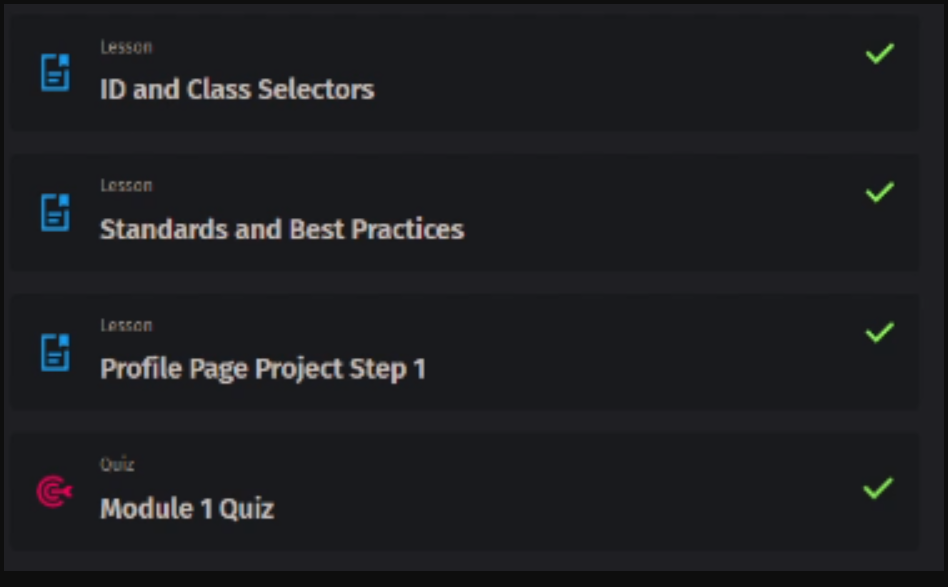 Lesson
ID and Class Selectors
Lesson
Standards and Best Practices
Lesson
Profile Page Project Step 1
Quiz
Module 1 Quiz